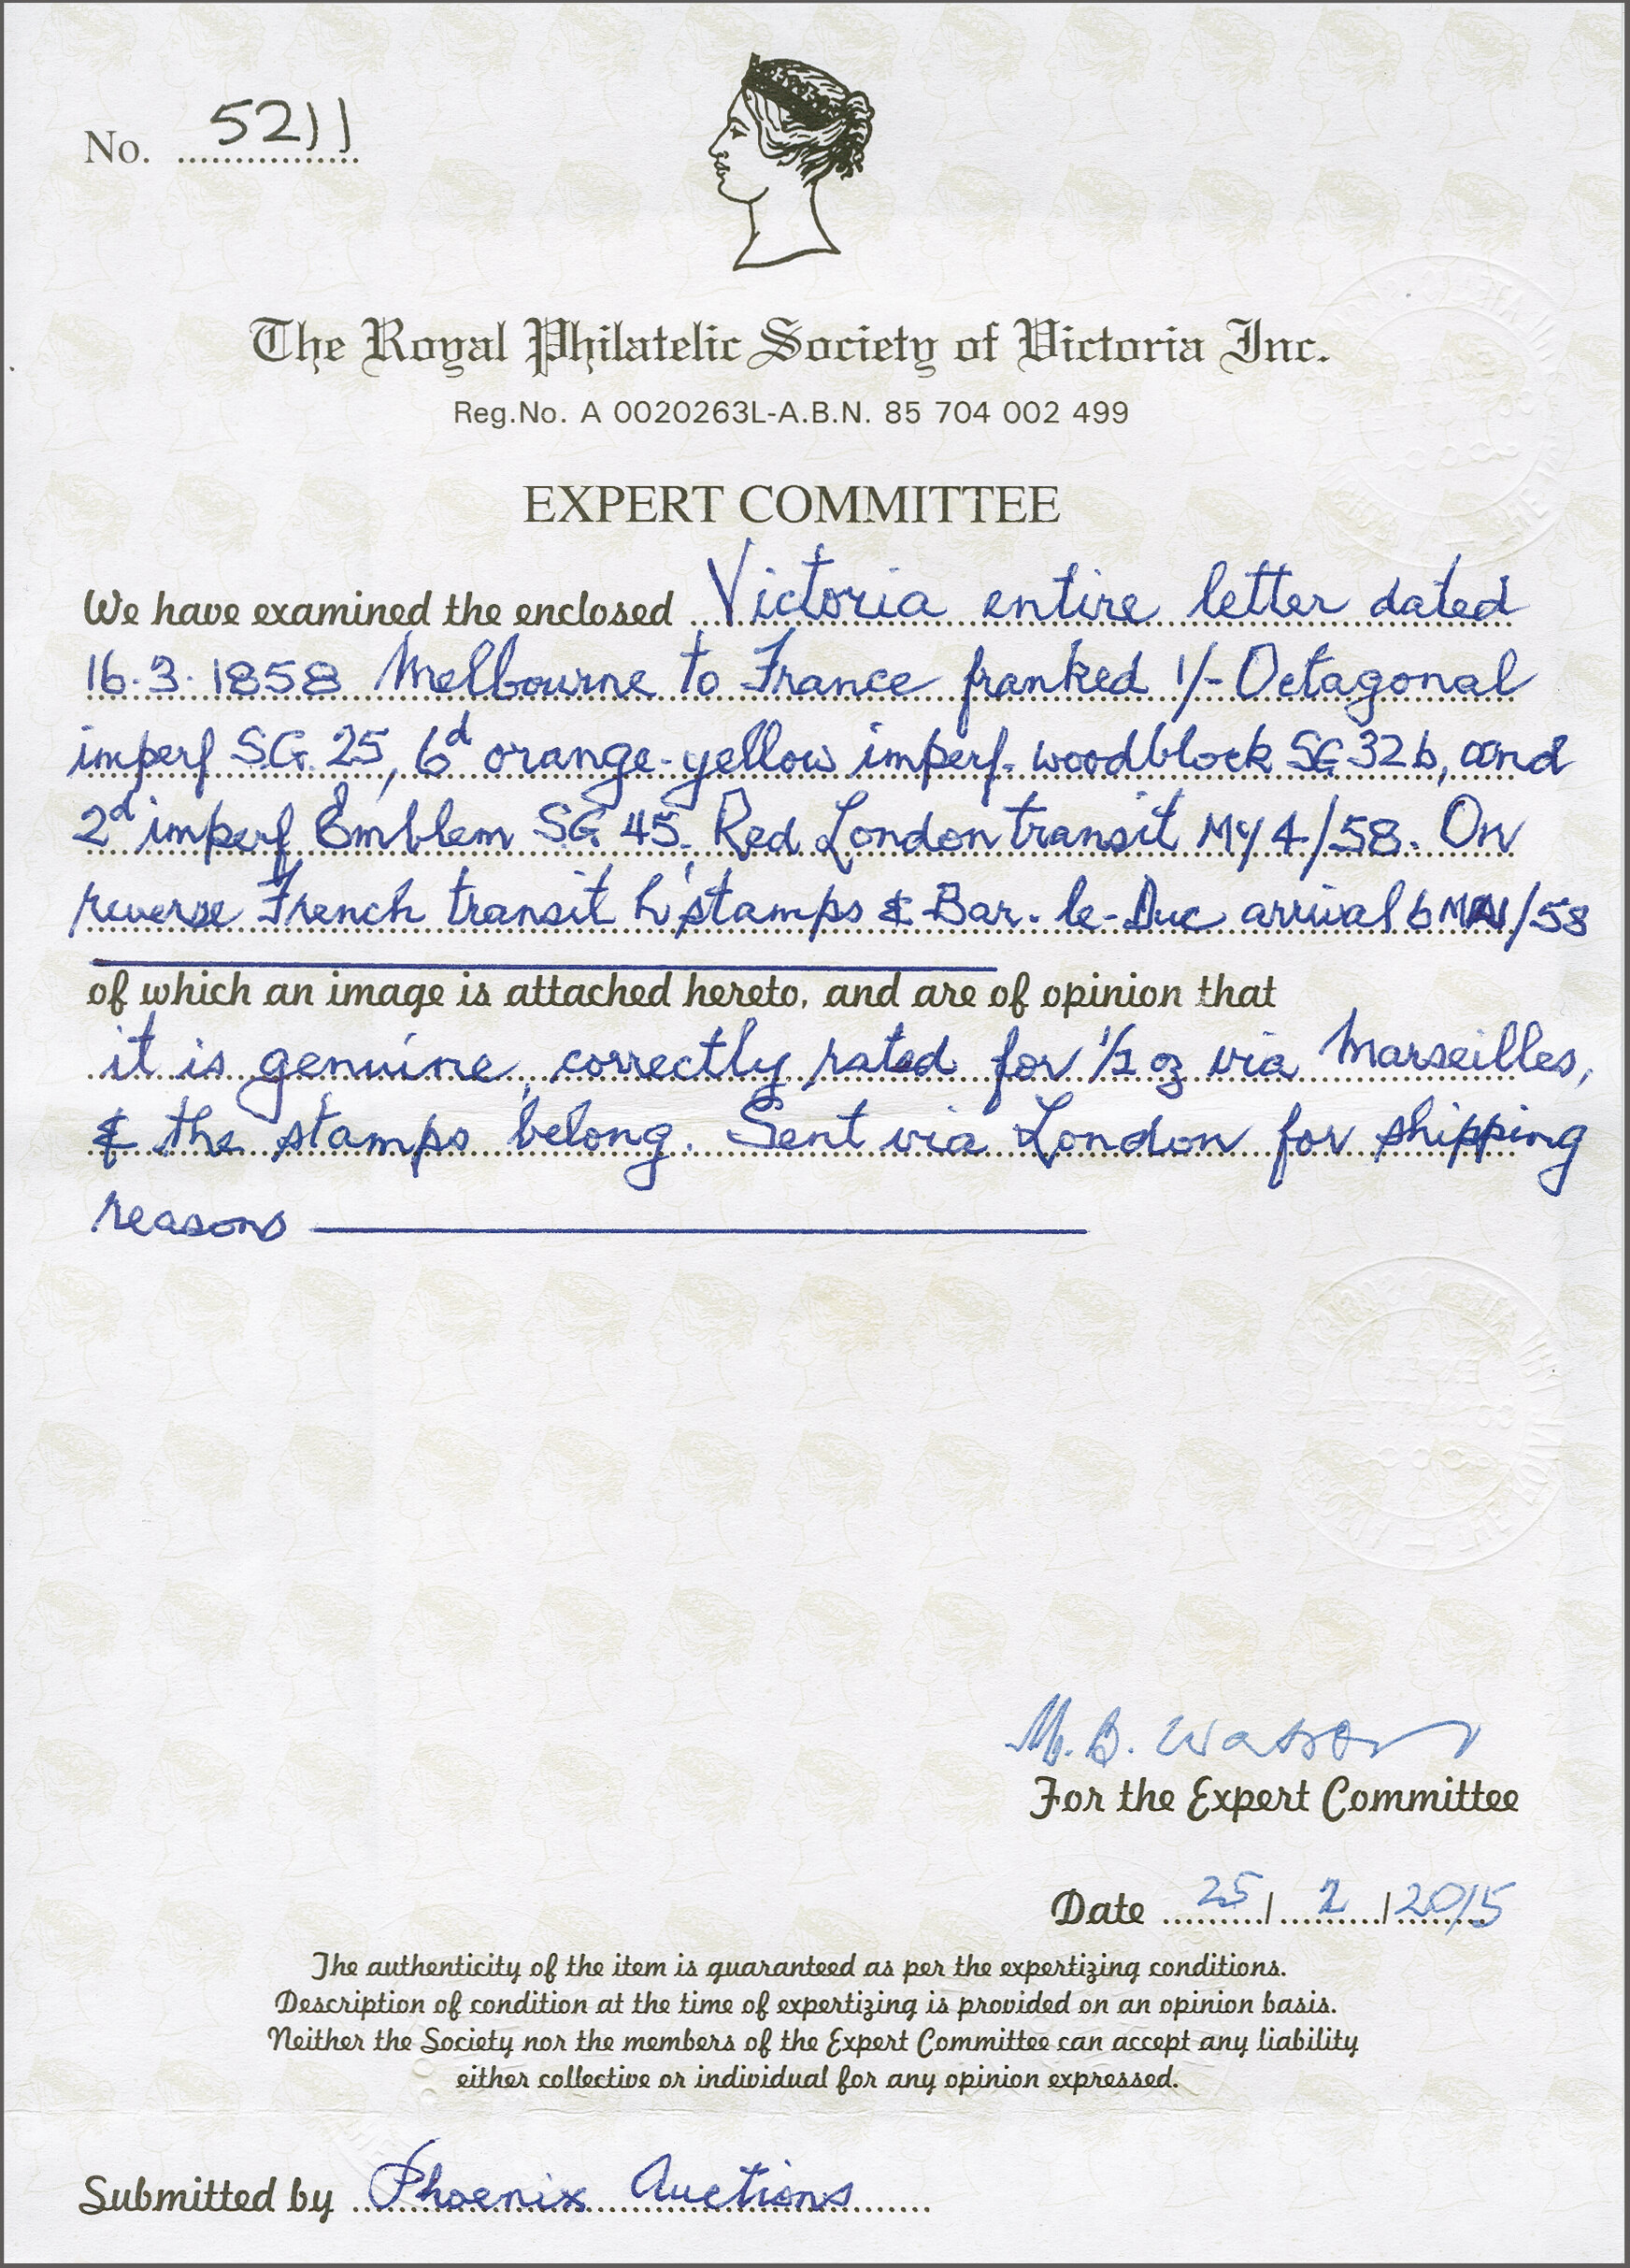 No. 5211
The Royal Philatelic Society of Victoria Inc.
Reg.No. A 0020263L-A.B.N. 85 704 002 499
EXPERT COMMITTEE
We have examined the enclosed Victoria entire letter dated
16.3.1858 Melbourne to France franked 1/- Octagonal
imperf S.G. 25, 6d orange-yellow imperf. woodblock SG 32b, and
2d imperf Emblem SG 45. Red London transit MY 4/58. On
reverse French transit h'stamps & Bar-le-Duc arrival 6 MAI/58
of which an image is attached hereto, and are of opinion that
it is genuine, correctly rated for 1/2 oz via Marseilles,
& the stamps belong. Sent via London for shipping
reasons
M. B. Watson
For the Expert Committee
Date 25/2/2015
The authenticity of the item is guaranteed as per the expertizing conditions.
Description of condition at the time of expertizing is provided on an opinion basis.
Neither the Society nor the members of the Expert Committee can accept any liability
either collective or individual for any opinion expressed.
Submitted by Phoenix Auctions